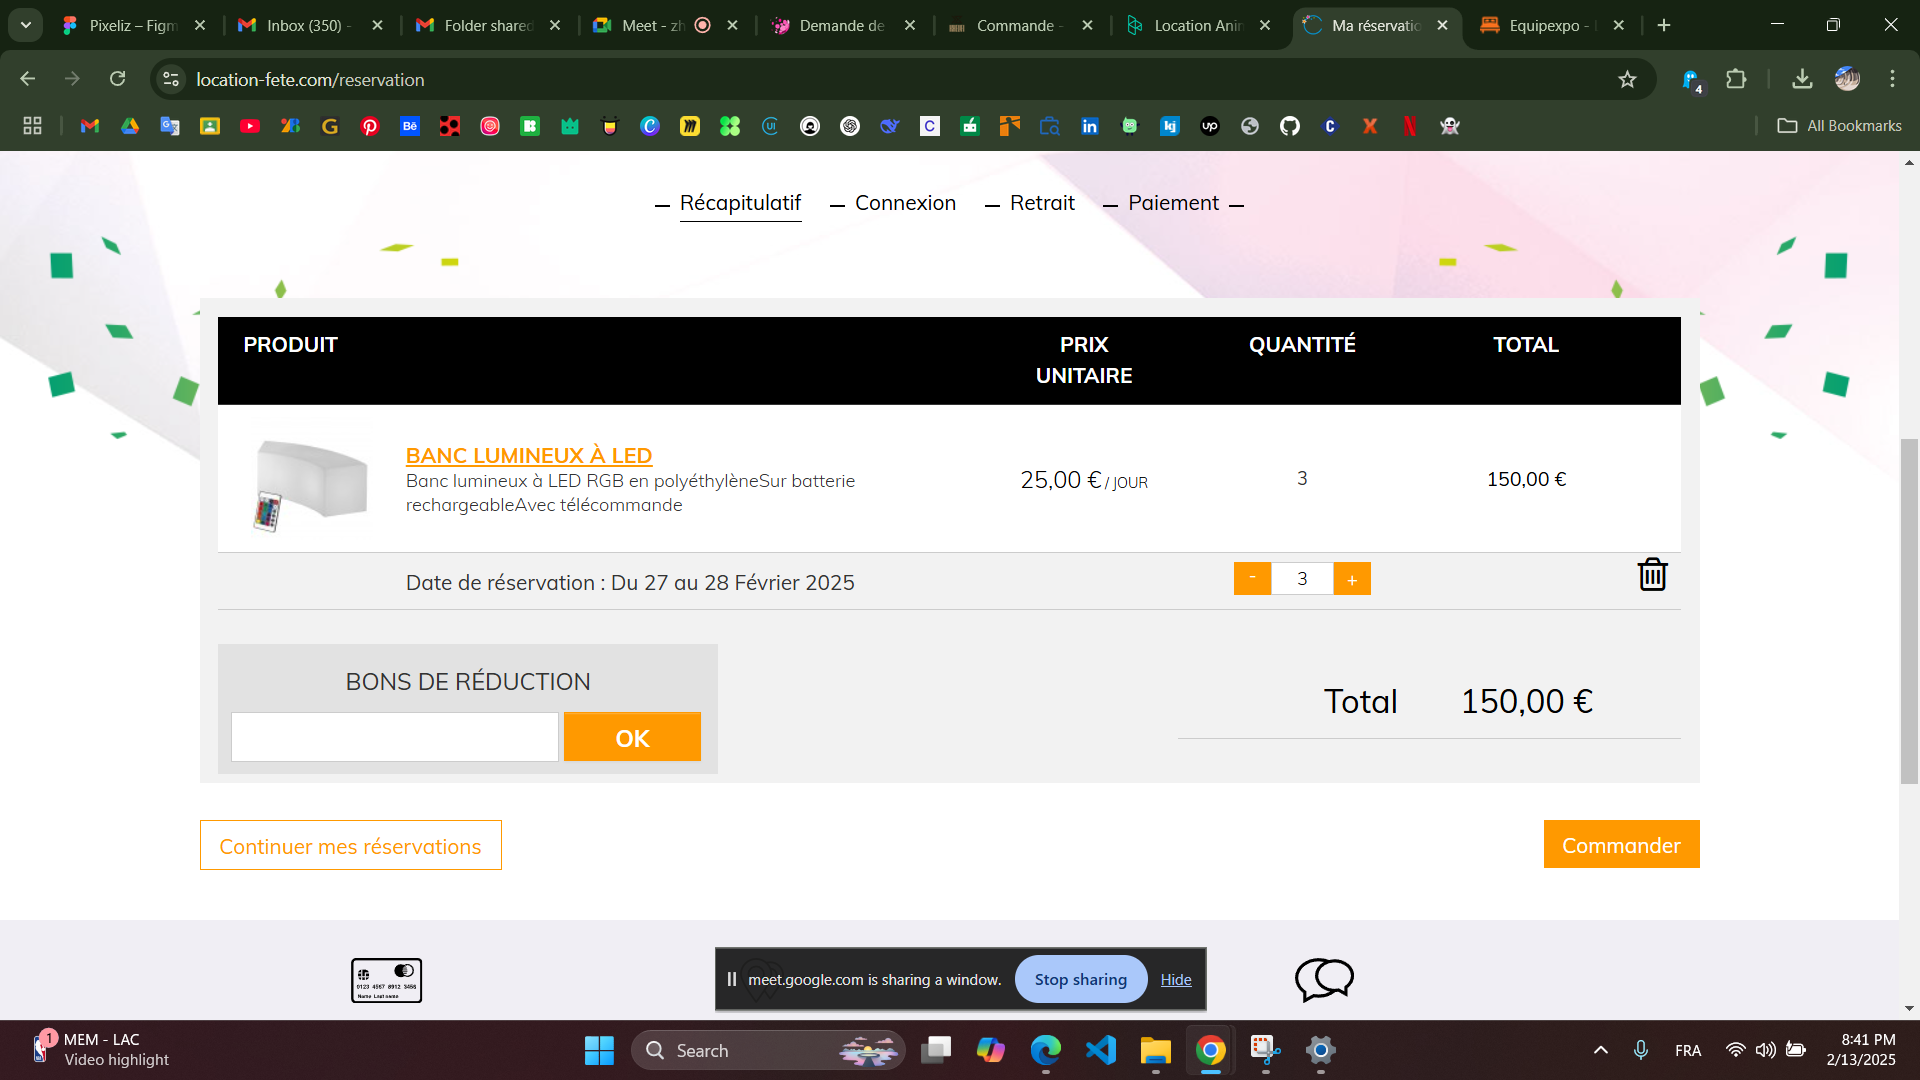 Pixeliz – Figm
Inbox (350) -
Folder shared
Meet - zh
Demande de
Commande -
Location Anin
Ma réservatio
Equipexpo -
location-fete.com/reservation
4
All Bookmarks
Récapitulatif
Connexion
Retrait
Paiement
PRODUIT
PRIX
UNITAIRE
QUANTITÉ
TOTAL
BANC LUMINEUX À LED
Banc lumineux à LED RGB en polyéthylèneSur batterie
rechargeableAvec télécommande
25,00 € / JOUR
3
150,00 €
Date de réservation : Du 27 au 28 Février 2025
- 3 +
BONS DE RÉDUCTION
OK
Total 150,00 €
Continuer mes réservations
Commander
0123 4567 8912 3456
Name Last name
meet.google.com is sharing a window.
Stop sharing
Hide
1
MEM - LAC
Video highlight
Search
FRA
8:41 PM
2/13/2025